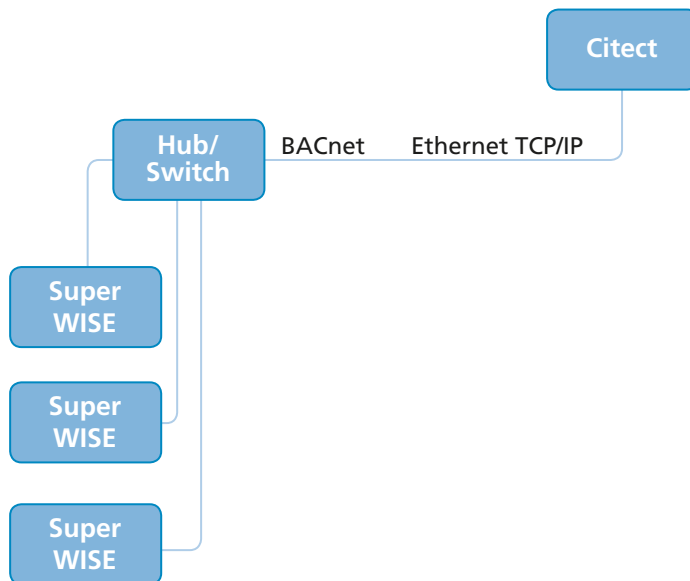 Citect
Hub/
Switch
BACnet
Ethernet TCP/IP
Super
WISE
Super
WISE
Super
WISE